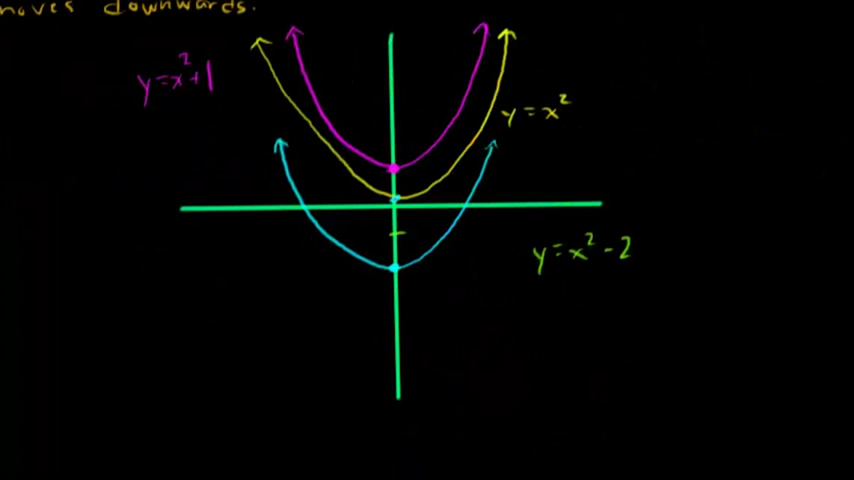 moves downwards.
y=x²+1
y=x²
y=x²-2